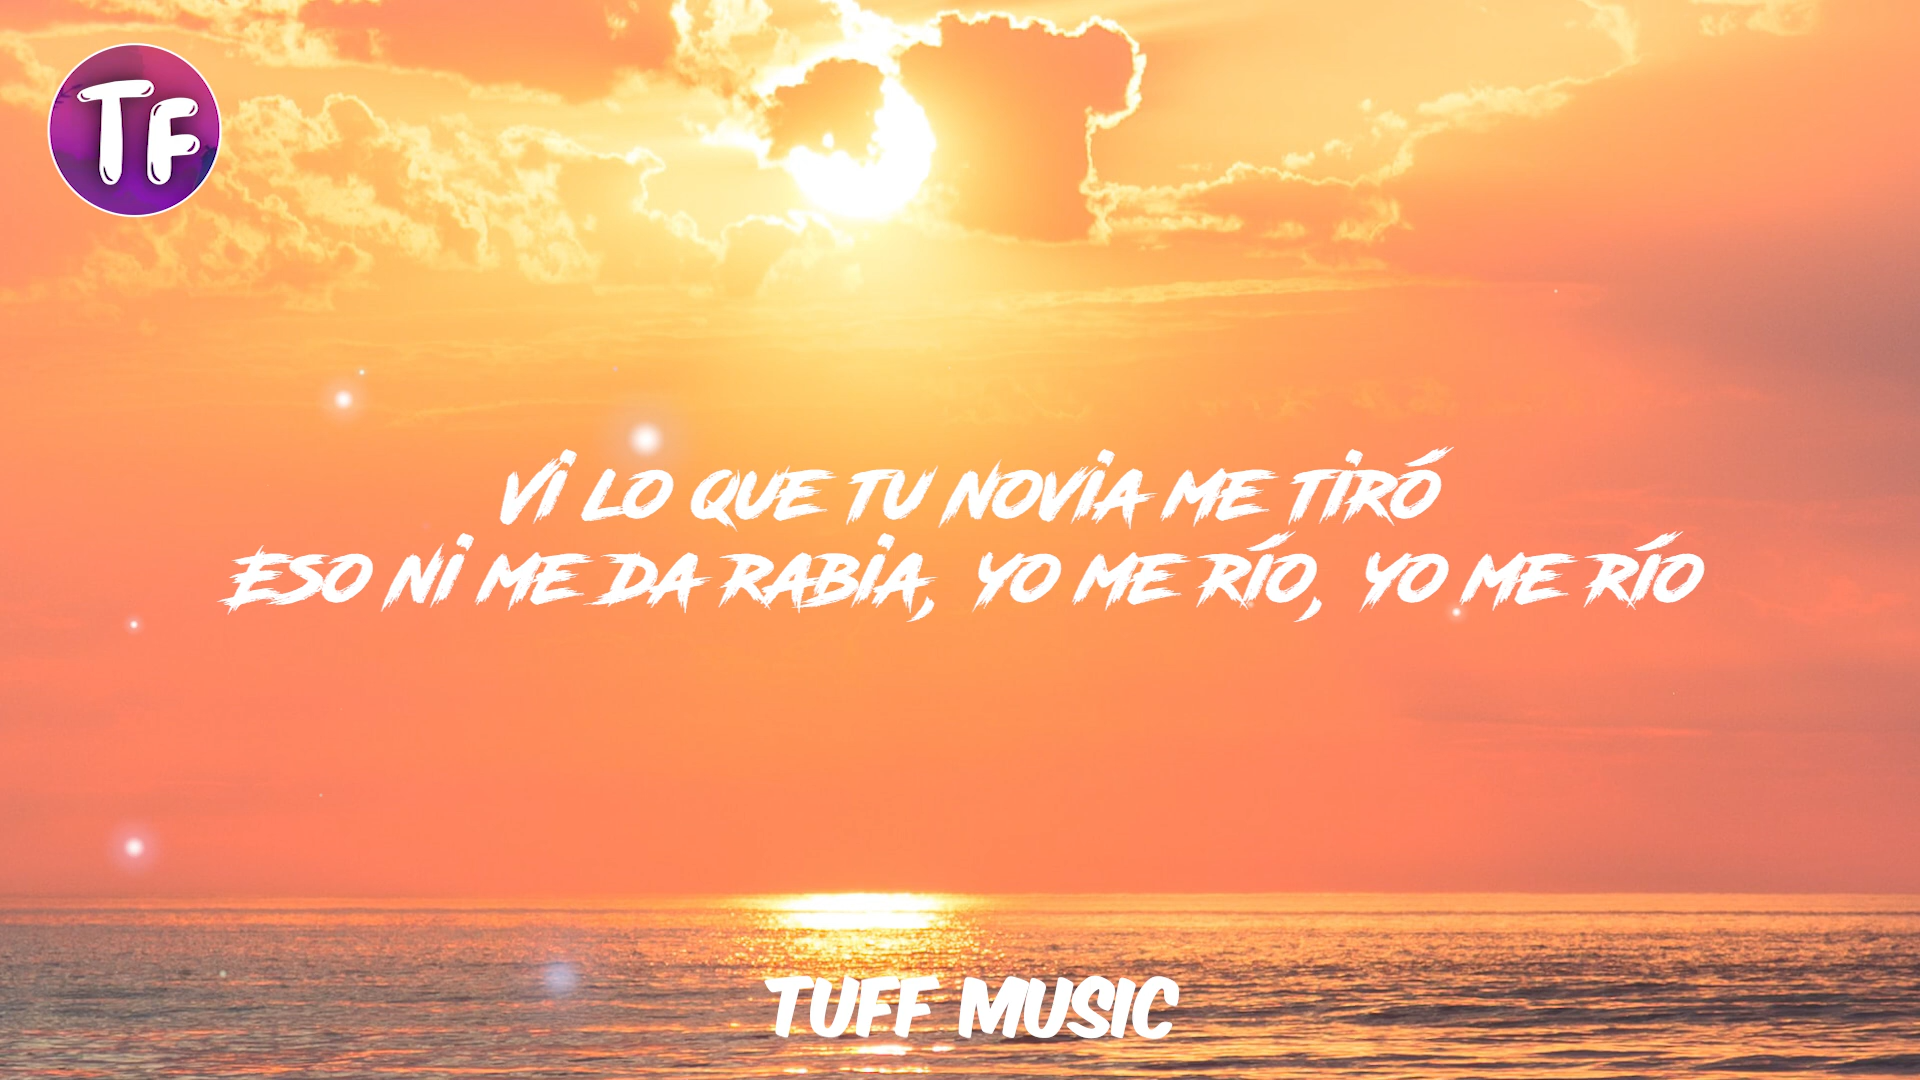 TF
Vi lo que tu novia me tiró
Eso ni me da rabia, yo me río, yo me río
TUFF MUSIC